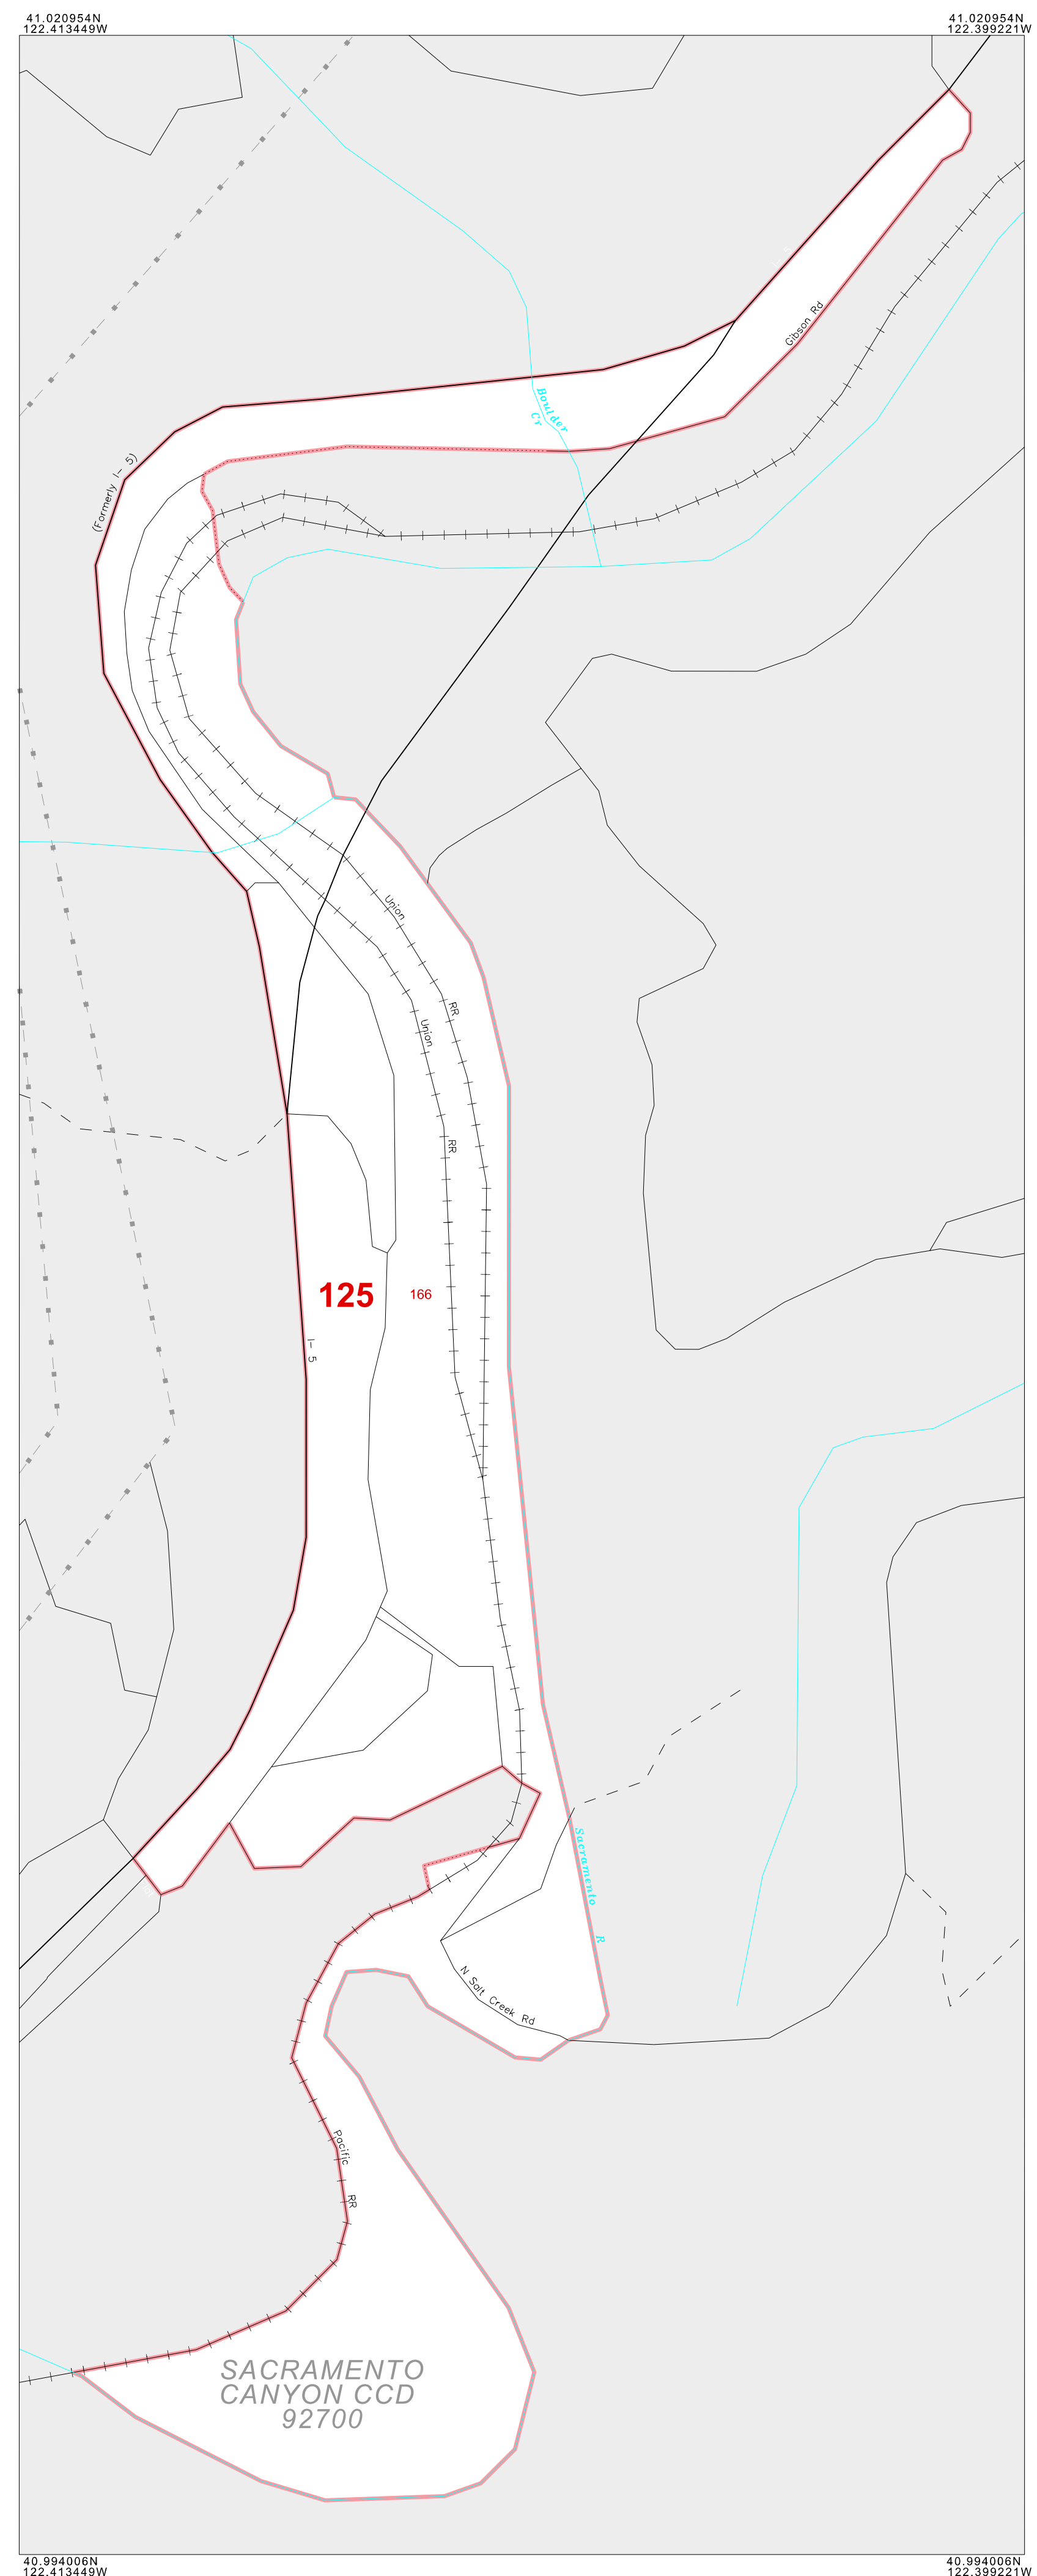 41.020954N
122.413449W
41.020954N
122.399221W
Gibson Rd
Boulder
Cr
(Formerly I- 5)
Union
RR
Union
RR
125
166
I- 5
Sacramento R
N Salt Creek Rd
Pacific
RR
SACRAMENTO
CANYON CCD
92700
40.994006N
122.413449W
40.994006N
122.399221W